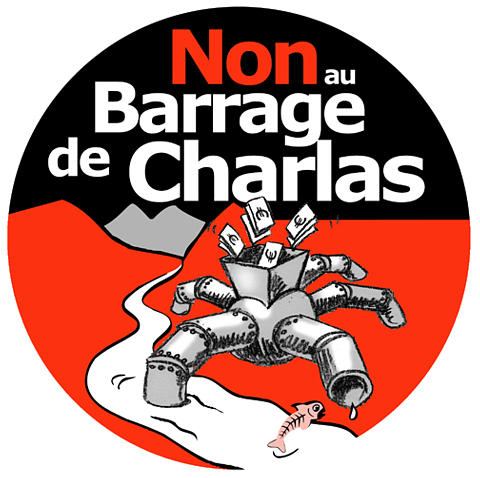 Non au
Barrage
de Charlas
€ € €